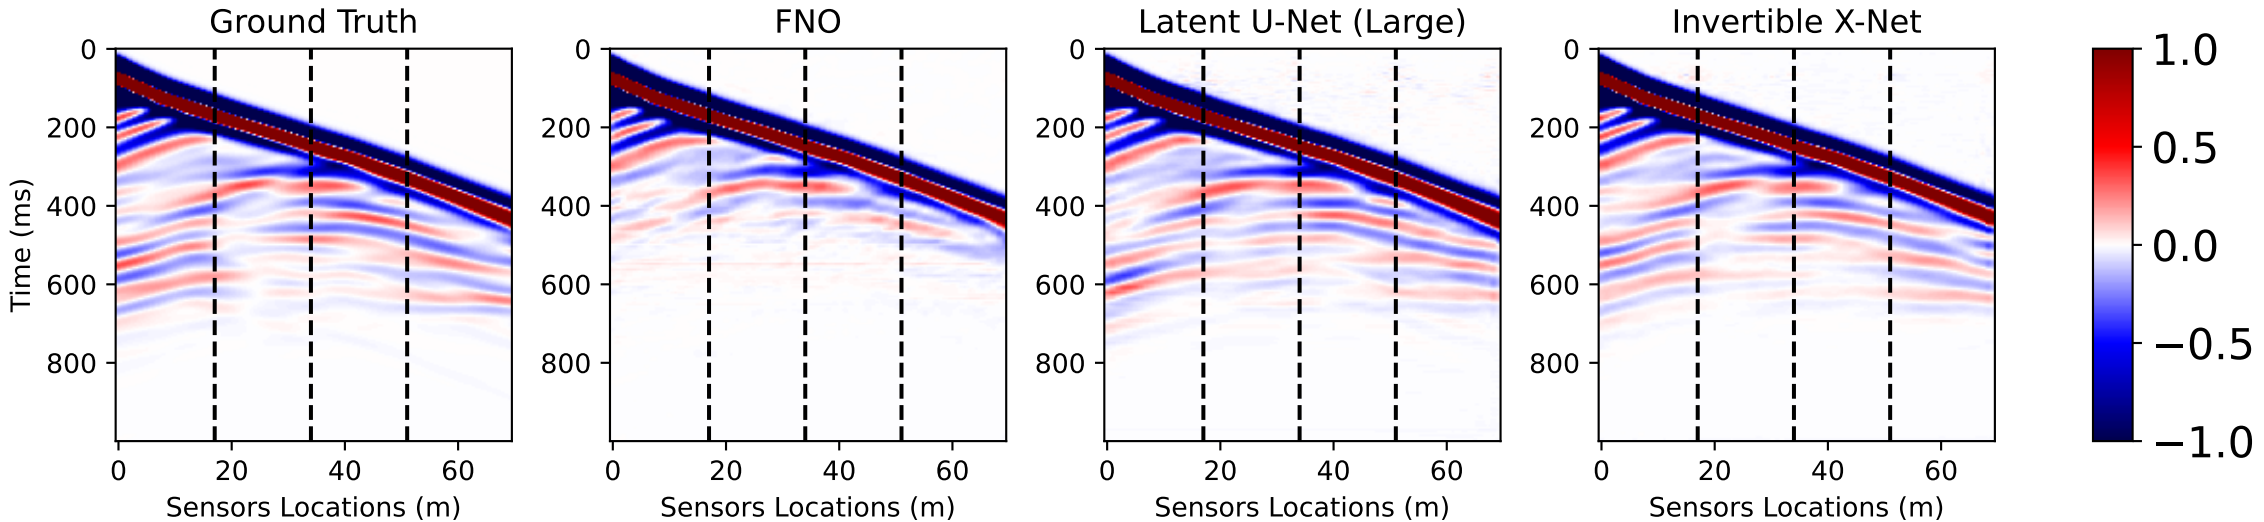 Ground Truth
FNO
Latent U-Net (Large)
Invertible X-Net
Time (ms)
0
200
400
600
800
0 20 40 60
Sensors Locations (m)
0
200
400
600
800
0 20 40 60
Sensors Locations (m)
0
200
400
600
800
0 20 40 60
Sensors Locations (m)
0
200
400
600
800
0 20 40 60
Sensors Locations (m)
1.0
0.5
0.0
−0.5
−1.0